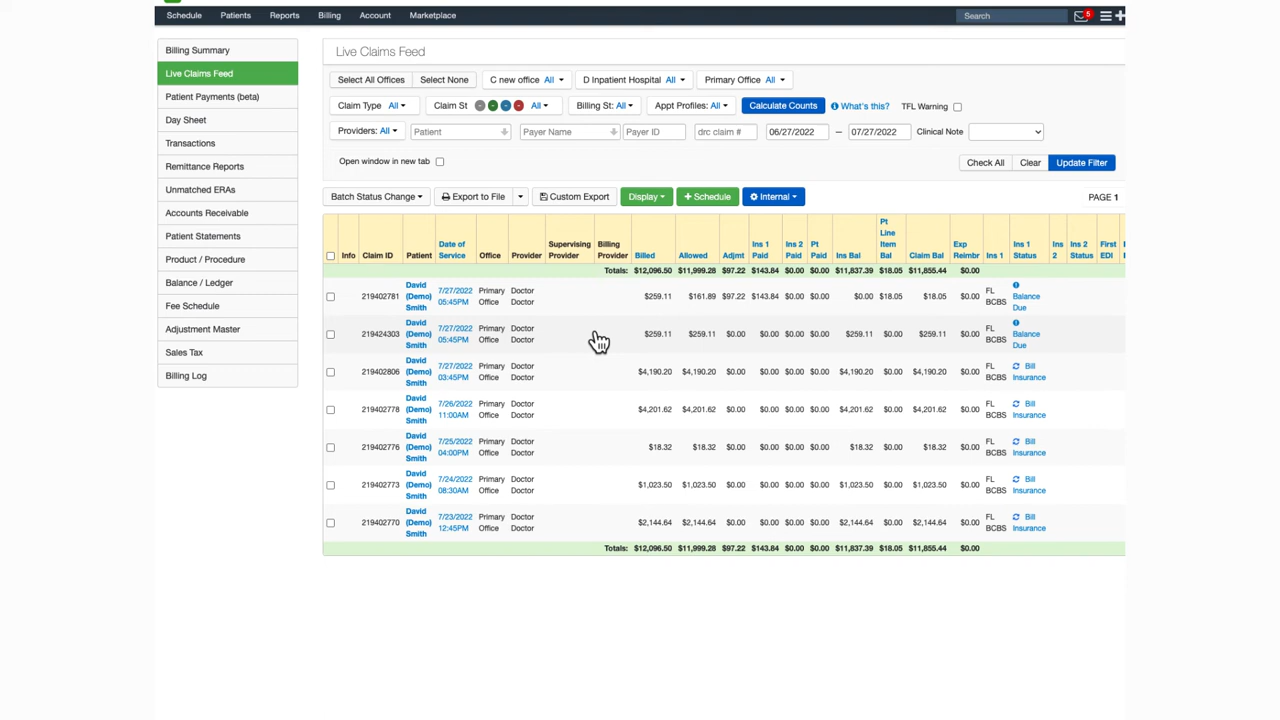 Schedule Patients Reports Billing Account Marketplace Search 5
Billing Summary
Live Claims Feed
Patient Payments (beta)
Day Sheet
Transactions
Remittance Reports
Unmatched ERAs
Accounts Receivable
Patient Statements
Product / Procedure
Balance / Ledger
Fee Schedule
Adjustment Master
Sales Tax
Billing Log
Live Claims Feed
Select All Offices Select None C new office All D Inpatient Hospital All Primary Office All
Claim Type All Claim St All Billing St: All Appt Profiles: All Calculate Counts What's this? TFL Warning
Providers: All Patient Payer Name Payer ID drc claim # 06/27/2022 – 07/27/2022 Clinical Note
Open window in new tab Check All Clear Update Filter
Batch Status Change Export to File Custom Export Display + Schedule Internal PAGE 1
Info Claim ID Patient Date of Service Office Provider Supervising Provider Billing Provider Billed Allowed Adjmt Ins 1 Paid Ins 2 Paid Pt Paid Ins Bal Pt Line Item Bal Claim Bal Exp Reimbr Ins 1 Ins 1 Status Ins 2 Ins 2 Status First EDI
Totals: $12,096.50 $11,999.28 $97.22 $143.84 $0.00 $0.00 $11,837.39 $18.05 $11,855.44 $0.00
219402781 David (Demo) Smith 7/27/2022 05:45PM Primary Office Doctor Doctor $259.11 $161.89 $97.22 $143.84 $0.00 $0.00 $0.00 $18.05 $18.05 $0.00 FL BCBS Balance Due
219424303 David (Demo) Smith 7/27/2022 05:45PM Primary Office Doctor Doctor $259.11 $259.11 $0.00 $0.00 $0.00 $0.00 $259.11 $0.00 $259.11 $0.00 FL BCBS Balance Due
219402806 David (Demo) Smith 7/27/2022 03:45PM Primary Office Doctor Doctor $4,190.20 $4,190.20 $0.00 $0.00 $0.00 $0.00 $4,190.20 $0.00 $4,190.20 $0.00 FL BCBS Bill Insurance
219402778 David (Demo) Smith 7/26/2022 11:00AM Primary Office Doctor Doctor $4,201.62 $4,201.62 $0.00 $0.00 $0.00 $0.00 $4,201.62 $0.00 $4,201.62 $0.00 FL BCBS Bill Insurance
219402776 David (Demo) Smith 7/25/2022 04:00PM Primary Office Doctor Doctor $18.32 $18.32 $0.00 $0.00 $0.00 $0.00 $18.32 $0.00 $18.32 $0.00 FL BCBS Bill Insurance
219402773 David (Demo) Smith 7/24/2022 08:30AM Primary Office Doctor Doctor $1,023.50 $1,023.50 $0.00 $0.00 $0.00 $0.00 $1,023.50 $0.00 $1,023.50 $0.00 FL BCBS Bill Insurance
219402770 David (Demo) Smith 7/23/2022 12:45PM Primary Office Doctor Doctor $2,144.64 $2,144.64 $0.00 $0.00 $0.00 $0.00 $2,144.64 $0.00 $2,144.64 $0.00 FL BCBS Bill Insurance
Totals: $12,096.50 $11,999.28 $97.22 $143.84 $0.00 $0.00 $11,837.39 $18.05 $11,855.44 $0.00